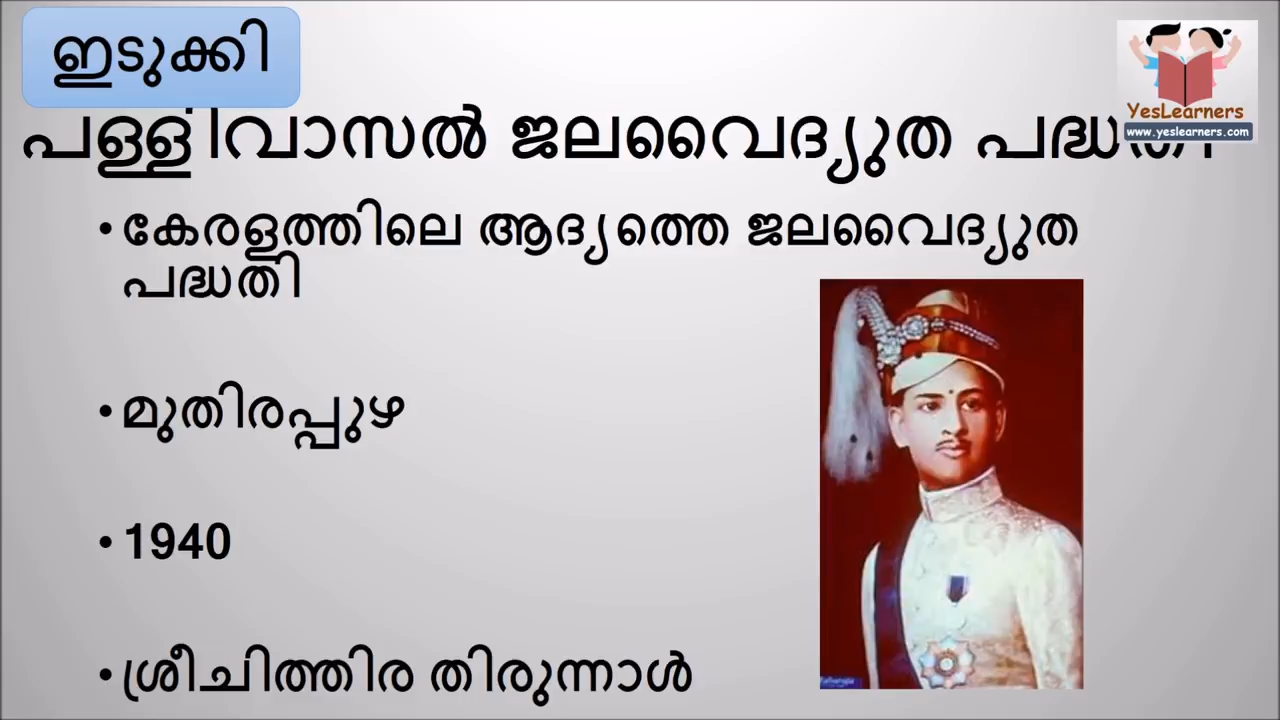 ഇടുക്കി
YesLearners
www.yeslearners.com
പള്ളിവാസൽ ജലവൈദ്യുത പദ്ധതി
• കേരളത്തിലെ ആദ്യത്തെ ജലവൈദ്യുത
പദ്ധതി
• മുതിരപ്പുഴ
• 1940
• ശ്രീചിത്തിര തിരുന്നാൾ